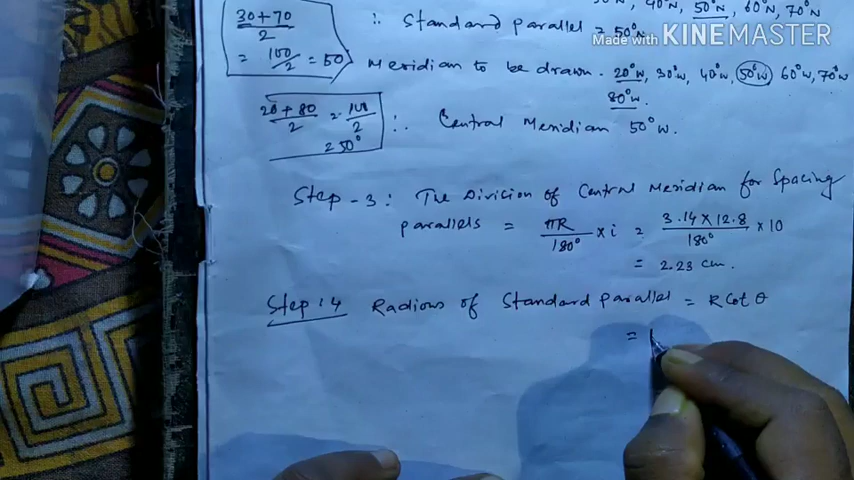 30°N, 40°N, 50°N, 60°N, 70°N
30+70 / 2
= 100/2 = 50
∴ Standard parallel = 50°N
Made with KINEMASTER
Meridian to be drawn. 20°W, 30°W, 40°W, 50°W 60°W, 70°W
80°W.
20 + 80 / 2 = 100 / 2
= 50°
∴ Central Meridian 50°W.
Step - 3: The Division of Central Meridian for Spacing
parallels = πR / 180° × i = 3.14 × 12.8 / 180° × 10
= 2.23 cm.
Step: 4 Radious of Standard parallel = R Cot θ
=